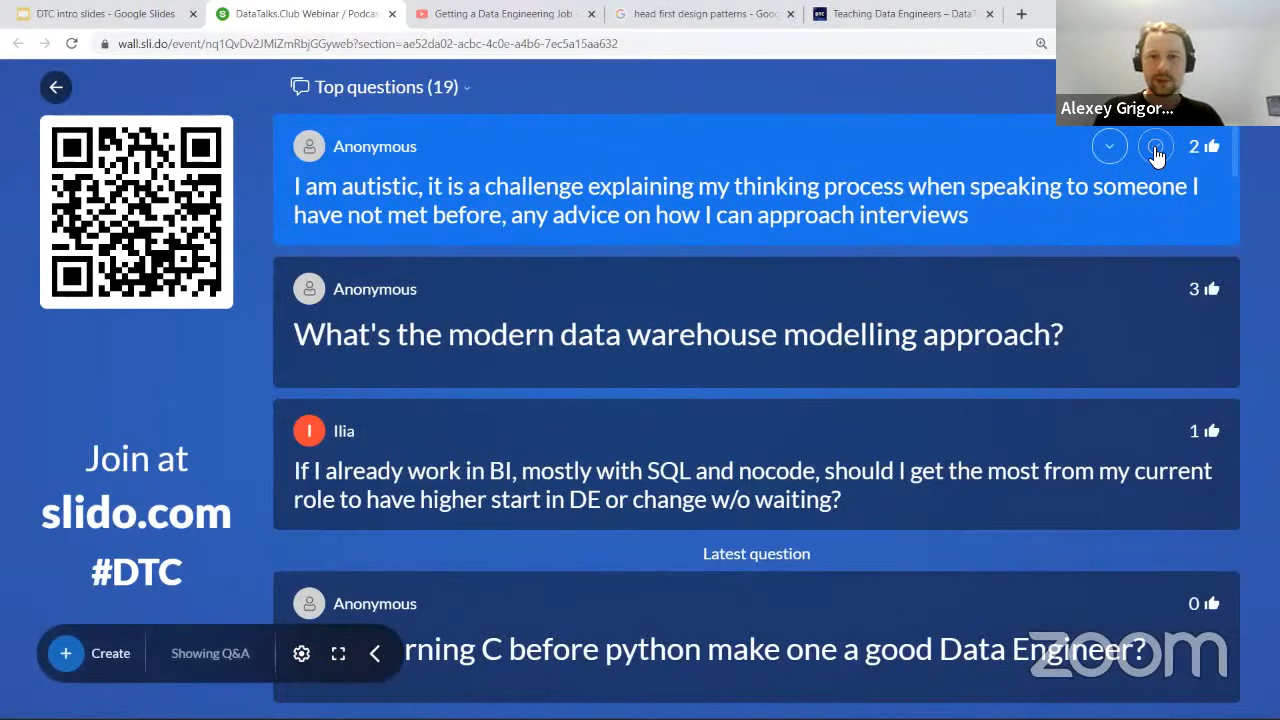 DTC intro slides - Google Slides
DataTalks.Club Webinar / Podcas
Getting a Data Engineering Job -
head first design patterns - Goo
Teaching Data Engineers – DataT
wall.sli.do/event/nq1QvDv2JMiZmRbjGGyweb?section=ae52da02-acbc-4c0e-a4b6-7ec5a15aa632
Alexey Grigor...
Top questions (19)
Anonymous
2
I am autistic, it is a challenge explaining my thinking process when speaking to someone I
have not met before, any advice on how I can approach interviews
Anonymous
3
What's the modern data warehouse modelling approach?
Ilia
1
If I already work in BI, mostly with SQL and nocode, should I get the most from my current
role to have higher start in DE or change w/o waiting?
Latest question
Anonymous
0
rning C before python make one a good Data Engineer?
Join at
slido.com
#DTC
Create
Showing Q&A
zoom